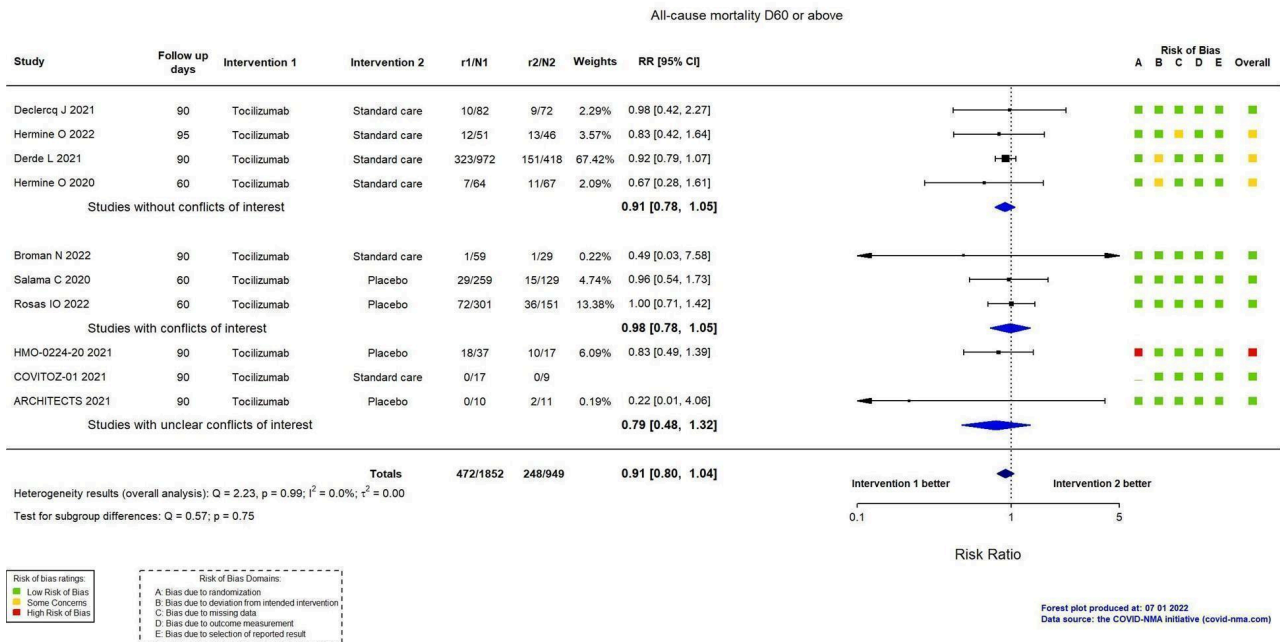 All-cause mortality D60 or above
Study Follow up days Intervention 1 Intervention 2 r1/N1 r2/N2 Weights RR [95% CI] Risk of Bias
A B C D E Overall
Declercq J 2021 90 Tocilizumab Standard care 10/82 9/72 2.29% 0.98 [0.42, 2.27]
Hermine O 2022 95 Tocilizumab Standard care 12/51 13/46 3.57% 0.83 [0.42, 1.64]
Derde L 2021 90 Tocilizumab Standard care 323/972 151/418 67.42% 0.92 [0.79, 1.07]
Hermine O 2020 60 Tocilizumab Standard care 7/64 11/67 2.09% 0.67 [0.28, 1.61]
Studies without conflicts of interest 0.91 [0.78, 1.05]
Broman N 2022 90 Tocilizumab Standard care 1/59 1/29 0.22% 0.49 [0.03, 7.58]
Salama C 2020 60 Tocilizumab Placebo 29/259 15/129 4.74% 0.96 [0.54, 1.73]
Rosas IO 2022 60 Tocilizumab Placebo 72/301 36/151 13.38% 1.00 [0.71, 1.42]
Studies with conflicts of interest 0.98 [0.78, 1.05]
HMO-0224-20 2021 90 Tocilizumab Placebo 18/37 10/17 6.09% 0.83 [0.49, 1.39]
COVITOZ-01 2021 90 Tocilizumab Standard care 0/17 0/9
ARCHITECTS 2021 90 Tocilizumab Placebo 0/10 2/11 0.19% 0.22 [0.01, 4.06]
Studies with unclear conflicts of interest 0.79 [0.48, 1.32]
Totals 472/1852 248/949 0.91 [0.80, 1.04]
Heterogeneity results (overall analysis): Q = 2.23, p = 0.99; I² = 0.0%; τ² = 0.00
Test for subgroup differences: Q = 0.57; p = 0.75
Intervention 1 better Intervention 2 better
0.1 1 5
Risk Ratio
Risk of bias ratings:
Low Risk of Bias
Some Concerns
High Risk of Bias
Risk of Bias Domains:
A: Bias due to randomization
B: Bias due to deviation from intended intervention
C: Bias due to missing data
D: Bias due to outcome measurement
E: Bias due to selection of reported result
Forest plot produced at: 07 01 2022
Data source: the COVID-NMA initiative (covid-nma.com)